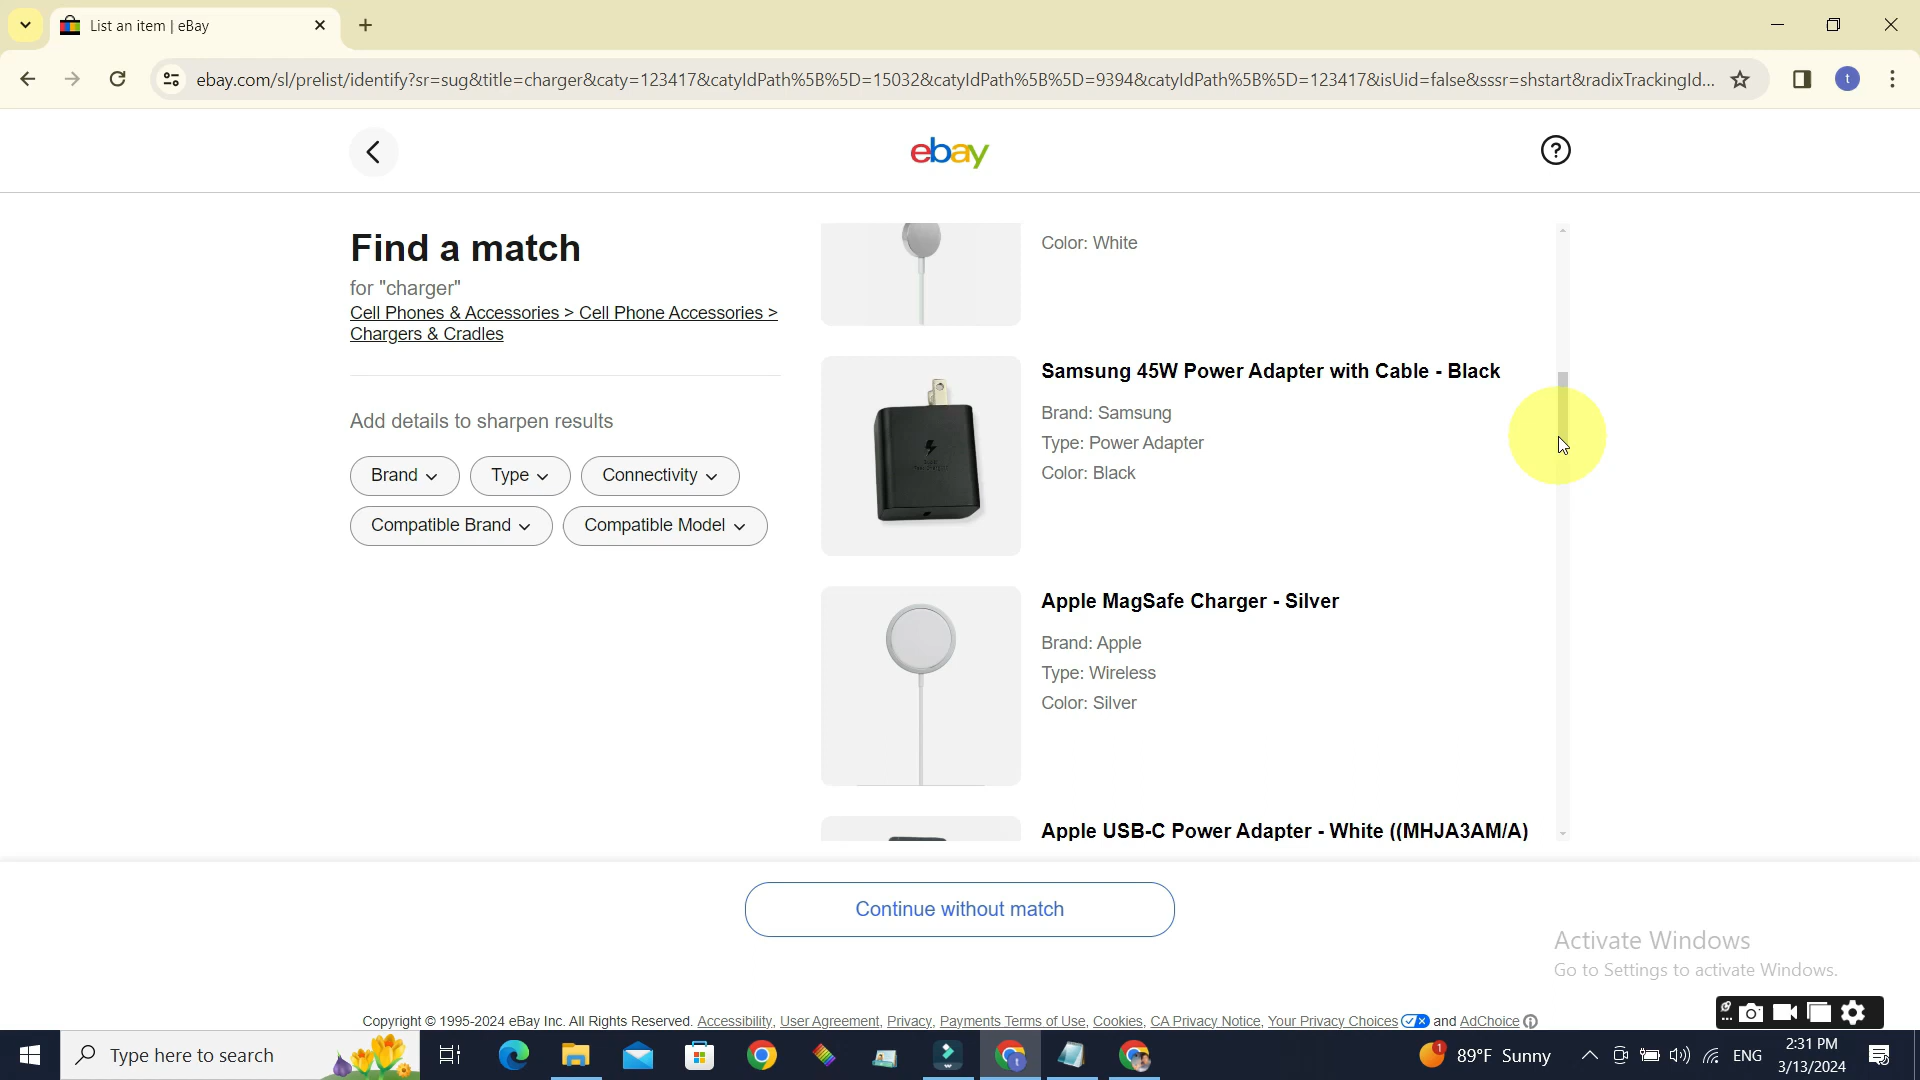 List an item | eBay
ebay.com/sl/prelist/identify?sr=sug&title=charger&caty=123417&catyIdPath%5B%5D=15032&catyIdPath%5B%5D=9394&catyIdPath%5B%5D=123417&isUid=false&sssr=shstart&radixTrackingId...
t
ebay
?
Find a match
for "charger"
Cell Phones & Accessories > Cell Phone Accessories >
Chargers & Cradles
Add details to sharpen results
Brand
Type
Connectivity
Compatible Brand
Compatible Model
Color: White
Samsung 45W Power Adapter with Cable - Black
Brand: Samsung
Type: Power Adapter
Color: Black
Apple MagSafe Charger - Silver
Brand: Apple
Type: Wireless
Color: Silver
Apple USB-C Power Adapter - White ((MHJA3AM/A)
Continue without match
Activate Windows
Go to Settings to activate Windows.
Copyright © 1995-2024 eBay Inc. All Rights Reserved. Accessibility, User Agreement, Privacy, Payments Terms of Use, Cookies, CA Privacy Notice, Your Privacy Choices and AdChoice
Type here to search
1
89°F Sunny
ENG
2:31 PM
3/13/2024